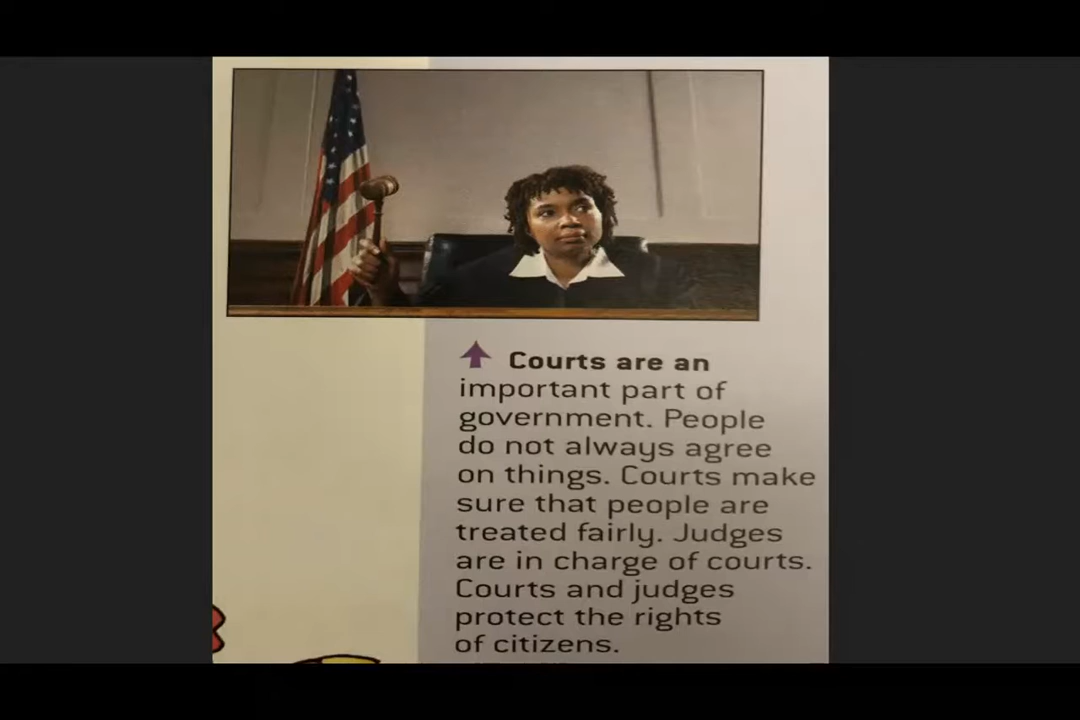 Courts are an
important part of
government. People
do not always agree
on things. Courts make
sure that people are
treated fairly. Judges
are in charge of courts.
Courts and judges
protect the rights
of citizens.